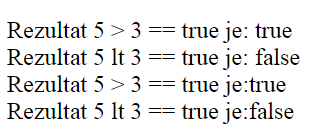 Rezultat 5 > 3 == true je: true
Rezultat 5 lt 3 == true je: false
Rezultat 5 > 3 == true je:true
Rezultat 5 lt 3 == true je:false